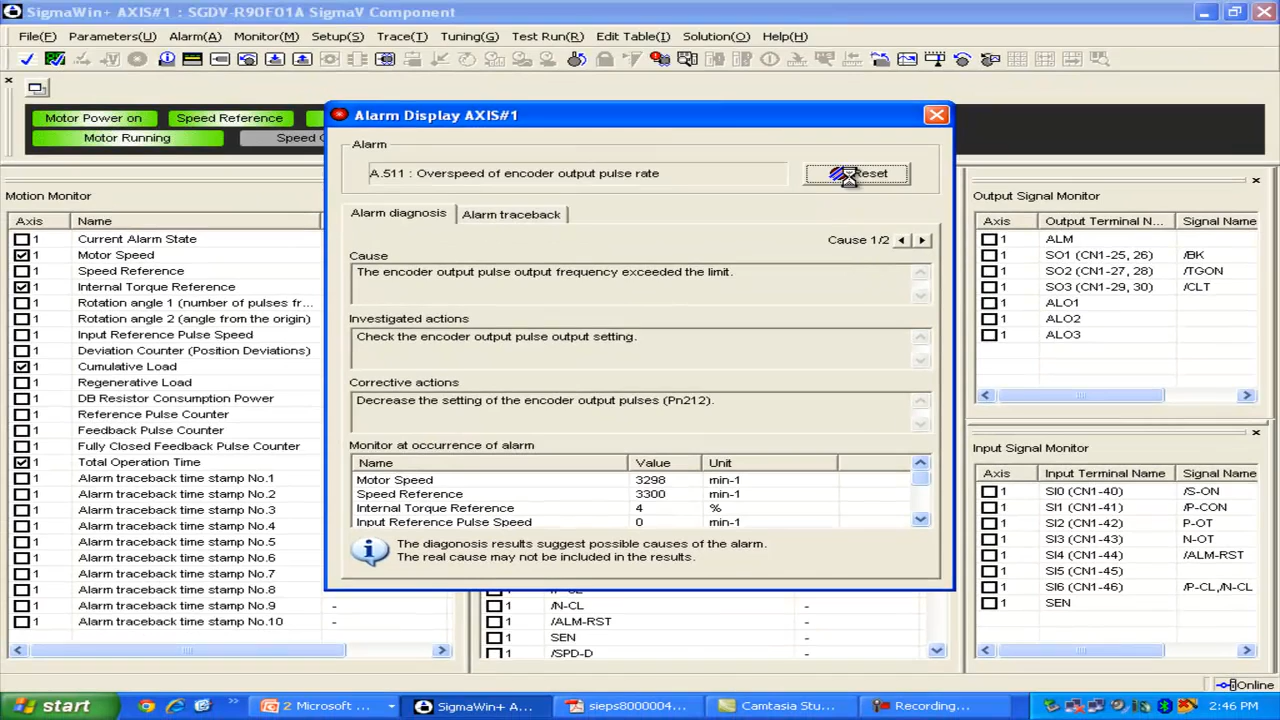 SigmaWin+ AXIS#1 : SGDV-R90F01A SigmaV Component
File(F) Parameters(U) Alarm(A) Monitor(M) Setup(S) Trace(T) Tuning(G) Test Run(R) Edit Table(I) Solution(O) Help(H)
Motor Power on Speed Reference
Motor Running Speed C
Alarm Display AXIS#1
Alarm
A.511 : Overspeed of encoder output pulse rate
Reset
Alarm diagnosis Alarm traceback
Cause 1/2
Cause
The encoder output pulse output frequency exceeded the limit.
Investigated actions
Check the encoder output pulse output setting.
Corrective actions
Decrease the setting of the encoder output pulses (Pn212).
Monitor at occurrence of alarm
Name Value Unit
Motor Speed 3298 min-1
Speed Reference 3300 min-1
Internal Torque Reference 4 %
Input Reference Pulse Speed 0 min-1
The diagonosis results suggest possible causes of the alarm.
The real cause may not be included in the results.
Motion Monitor
Axis Name
1 Current Alarm State
1 Motor Speed
1 Speed Reference
1 Internal Torque Reference
1 Rotation angle 1 (number of pulses fr...
1 Rotation angle 2 (angle from the origin)
1 Input Reference Pulse Speed
1 Deviation Counter (Position Deviations)
1 Cumulative Load
1 Regenerative Load
1 DB Resistor Consumption Power
1 Reference Pulse Counter
1 Feedback Pulse Counter
1 Fully Closed Feedback Pulse Counter
1 Total Operation Time
1 Alarm traceback time stamp No.1
1 Alarm traceback time stamp No.2
1 Alarm traceback time stamp No.3
1 Alarm traceback time stamp No.4
1 Alarm traceback time stamp No.5
1 Alarm traceback time stamp No.6
1 Alarm traceback time stamp No.7
1 Alarm traceback time stamp No.8
1 Alarm traceback time stamp No.9 -
1 Alarm traceback time stamp No.10 -
1 /N-CL -
1 /ALM-RST -
1 SEN -
1 /SPD-D -
Output Signal Monitor
Axis Output Terminal N... Signal Name
1 ALM
1 SO1 (CN1-25, 26) /BK
1 SO2 (CN1-27, 28) /TGON
1 SO3 (CN1-29, 30) /CLT
1 ALO1
1 ALO2
1 ALO3
Input Signal Monitor
Axis Input Terminal Name Signal Name
1 SI0 (CN1-40) /S-ON
1 SI1 (CN1-41) /P-CON
1 SI2 (CN1-42) P-OT
1 SI3 (CN1-43) N-OT
1 SI4 (CN1-44) /ALM-RST
1 SI5 (CN1-45)
1 SI6 (CN1-46) /P-CL,/N-CL
1 SEN
Online
start 2 Microsoft ... SigmaWin+ A... sieps8000004... Camtasia Stu... Recording... 2:46 PM